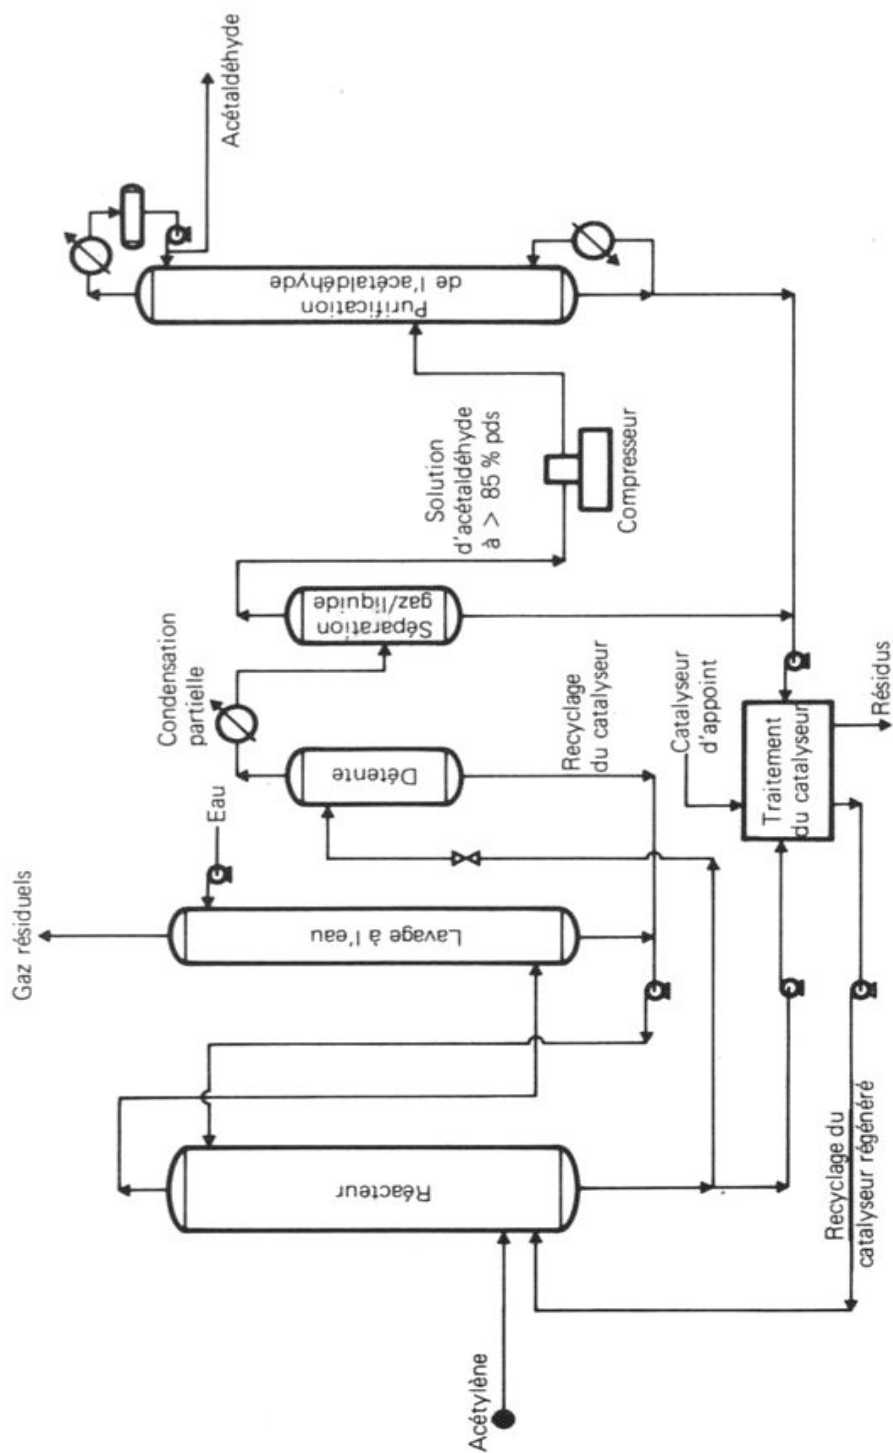 Acétylène
Réacteur
Gaz résiduels
Lavage à l'eau
Eau
Recyclage du
catalyseur régénéré
Détente
Condensation
partielle
Recyclage
du catalyseur
Séparation
gaz/liquide
Catalyseur
d'appoint
Traitement
du catalyseur
Résidus
Solution
d'acétaldéhyde
à > 85 % pds
Compresseur
Purification
de l'acétaldéhyde
Acétaldéhyde